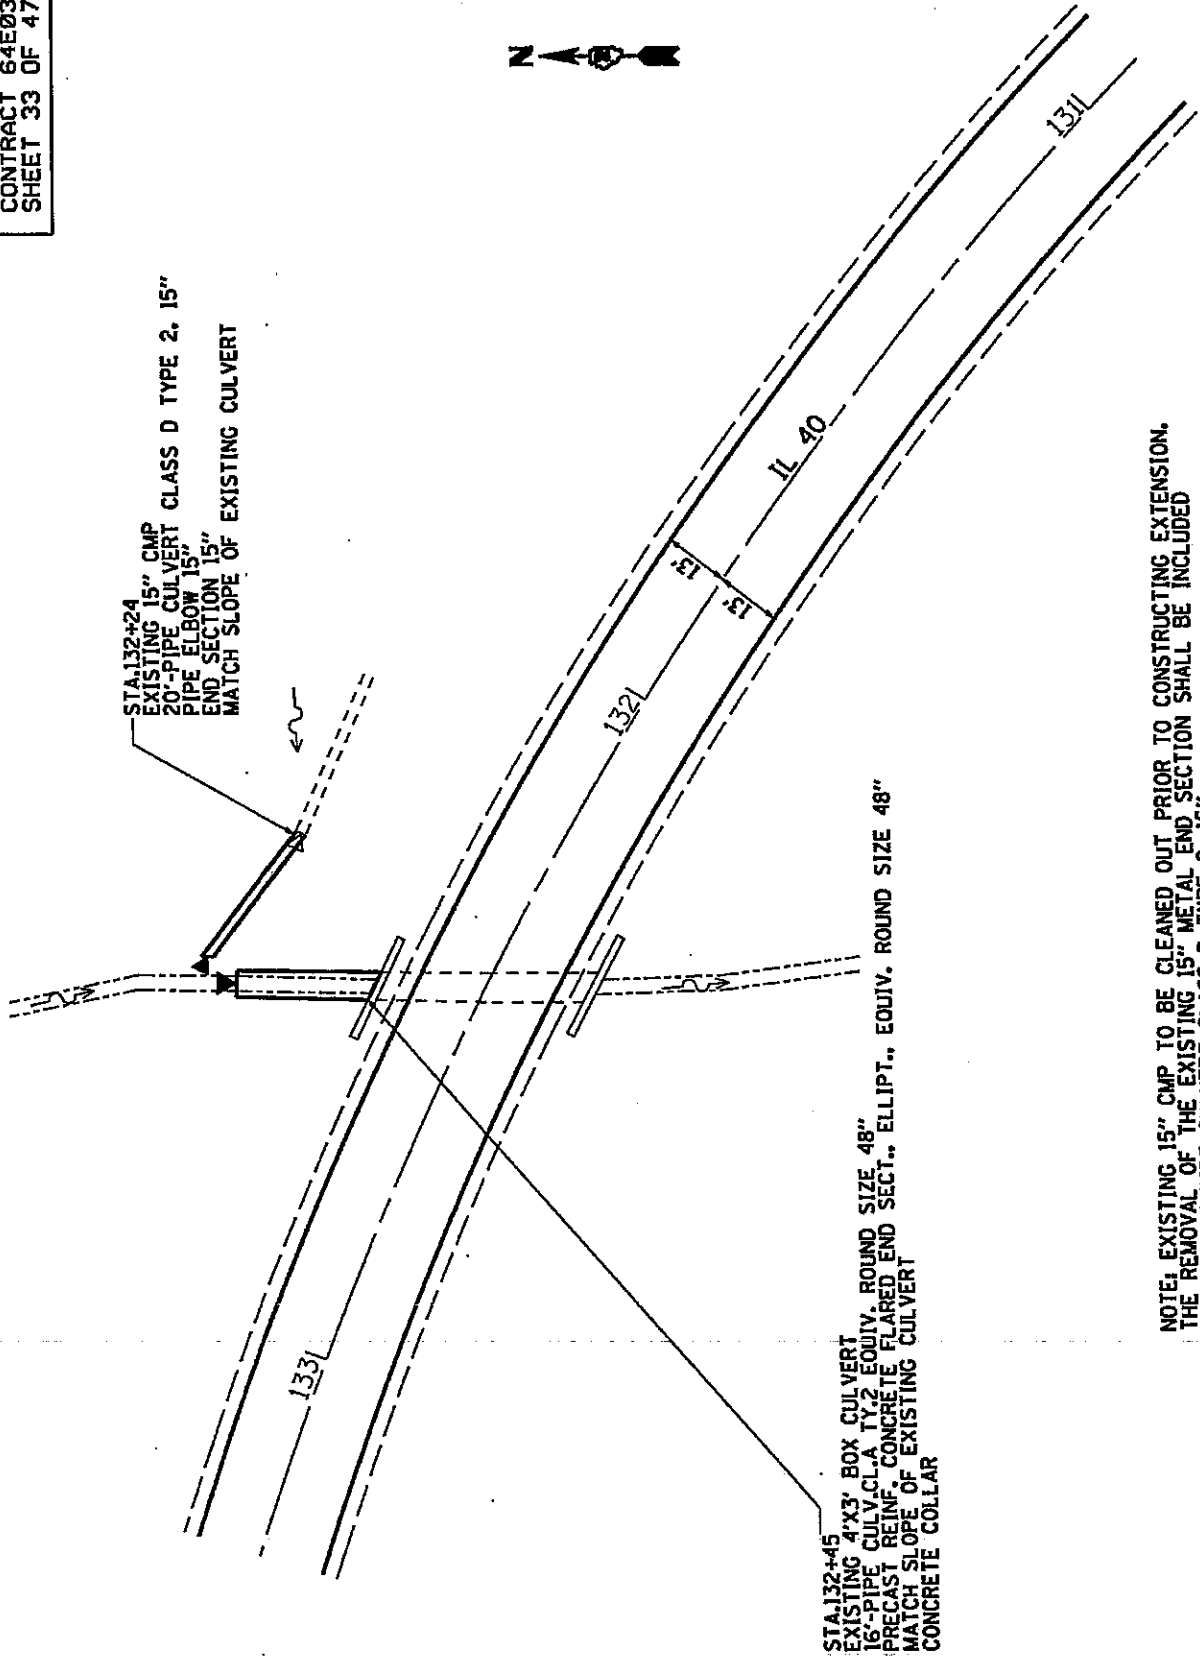 CONTRACT 64E03
SHEET 33 OF 47
N
STA.132+24
EXISTING 15" CMP
20'-PIPE CULVERT CLASS D TYPE 2, 15"
PIPE ELBOW 15"
END SECTION 15"
MATCH SLOPE OF EXISTING CULVERT
131
IL 40
13'
13'
132
133
STA.132+45
EXISTING 4'X3' BOX CULVERT
16'-PIPE CULV.CL.A TY.2 EQUIV. ROUND SIZE 48"
PRECAST REINF. CONCRETE FLARED END SECT., ELLIPT., EQUIV. ROUND SIZE 48"
MATCH SLOPE OF EXISTING CULVERT
CONCRETE COLLAR
NOTE: EXISTING 15" CMP TO BE CLEANED OUT PRIOR TO CONSTRUCTING EXTENSION.
THE REMOVAL OF THE EXISTING 15" METAL END SECTION SHALL BE INCLUDED